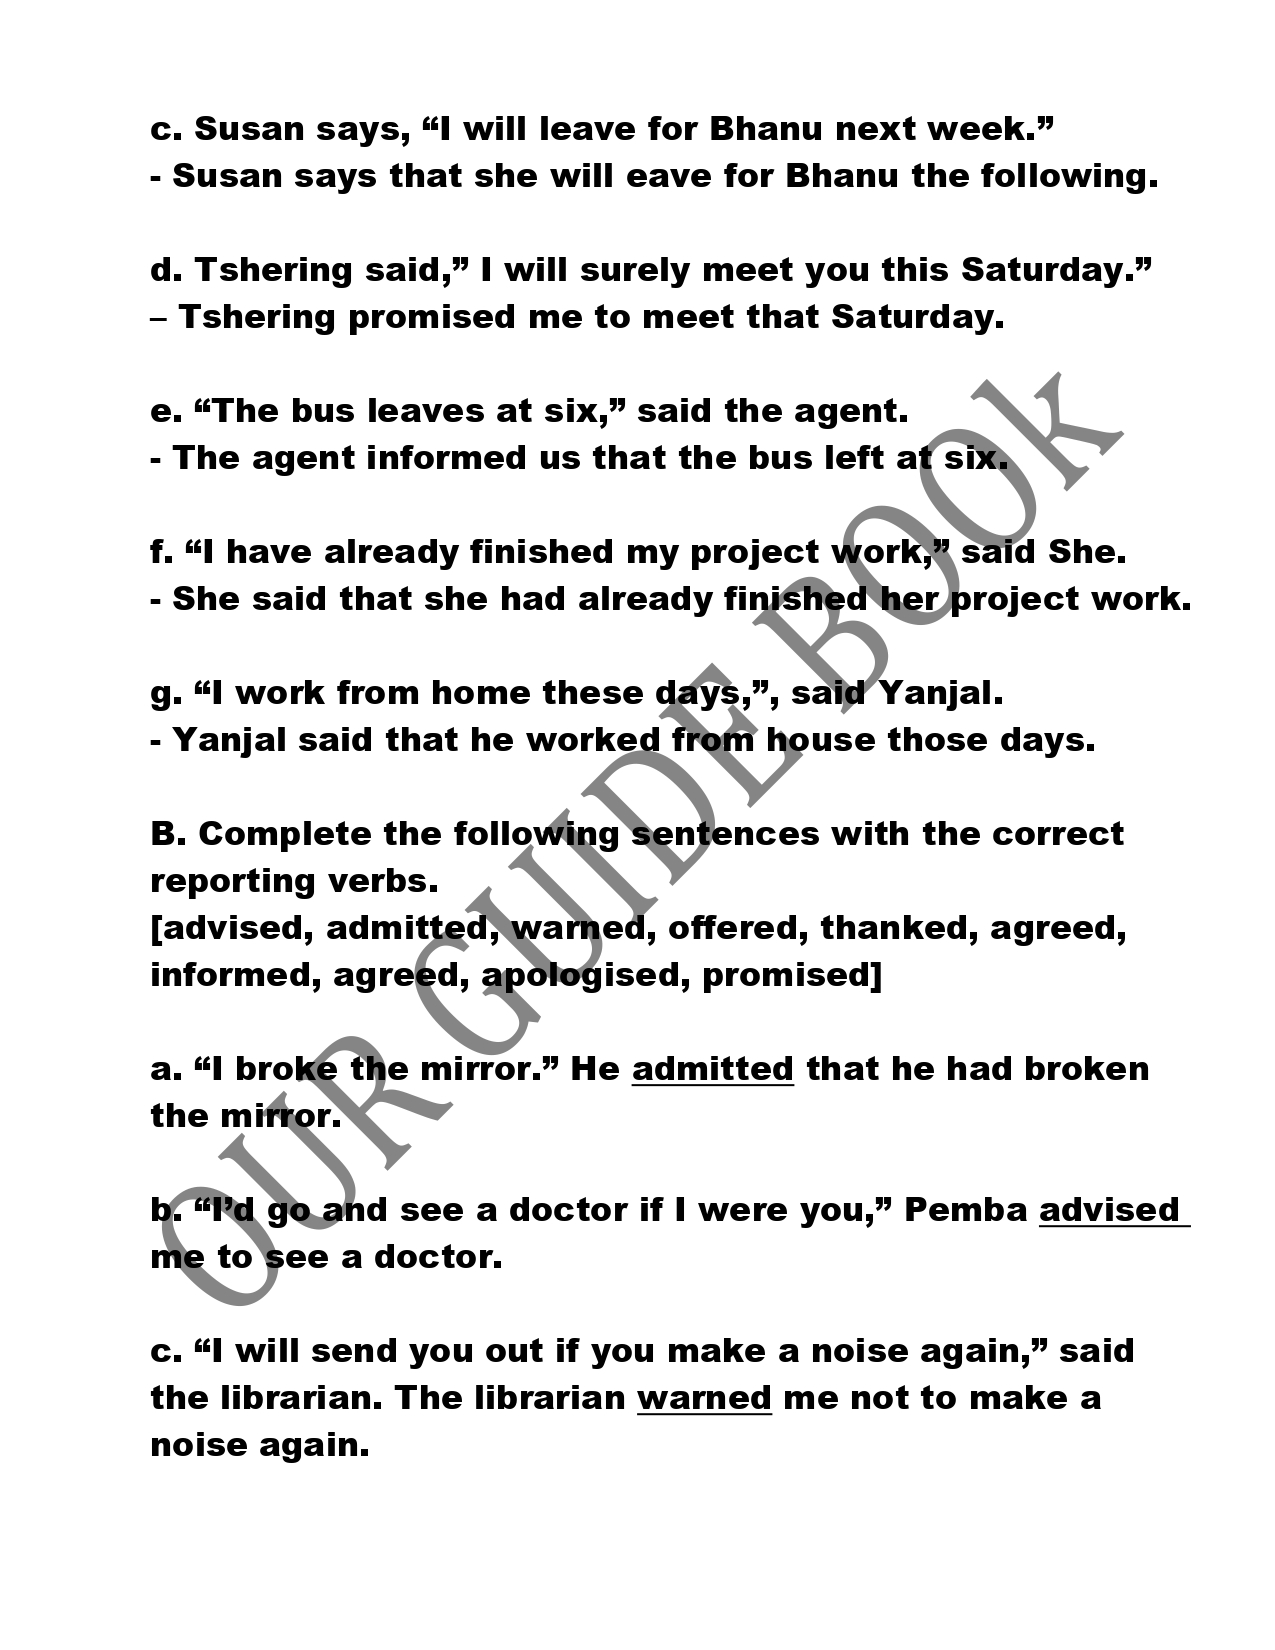 c. Susan says, “I will leave for Bhanu next week.”
- Susan says that she will eave for Bhanu the following.
d. Tshering said,” I will surely meet you this Saturday.”
– Tshering promised me to meet that Saturday.
e. “The bus leaves at six,” said the agent.
- The agent informed us that the bus left at six.
f. “I have already finished my project work,” said She.
- She said that she had already finished her project work.
g. “I work from home these days,”, said Yanjal.
- Yanjal said that he worked from house those days.
B. Complete the following sentences with the correct
reporting verbs.
[advised, admitted, warned, offered, thanked, agreed,
informed, agreed, apologised, promised]
a. “I broke the mirror.” He admitted that he had broken
the mirror.
b. “I’d go and see a doctor if I were you,” Pemba advised
me to see a doctor.
c. “I will send you out if you make a noise again,” said
the librarian. The librarian warned me not to make a
noise again.
OUR GUIDE BOOk